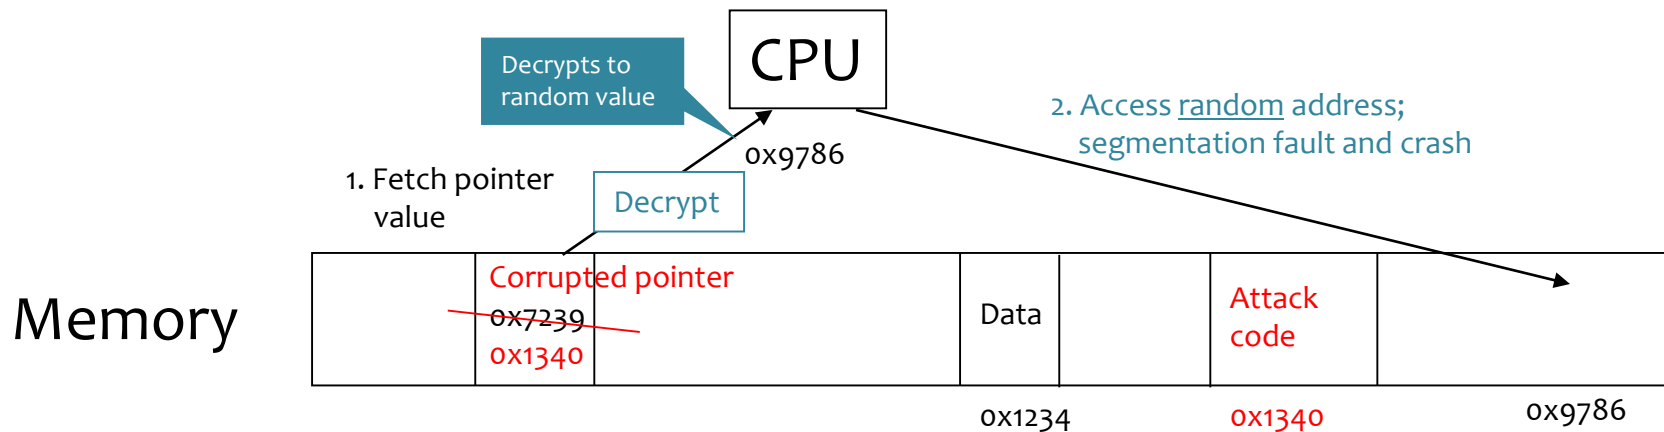 CPU
Decrypts to
random value
2. Access random address;
segmentation fault and crash
0x9786
1. Fetch pointer
value
Decrypt
Memory
Corrupted pointer
0x7239
0x1340
Data
Attack
code
0x1234
0x1340
0x9786